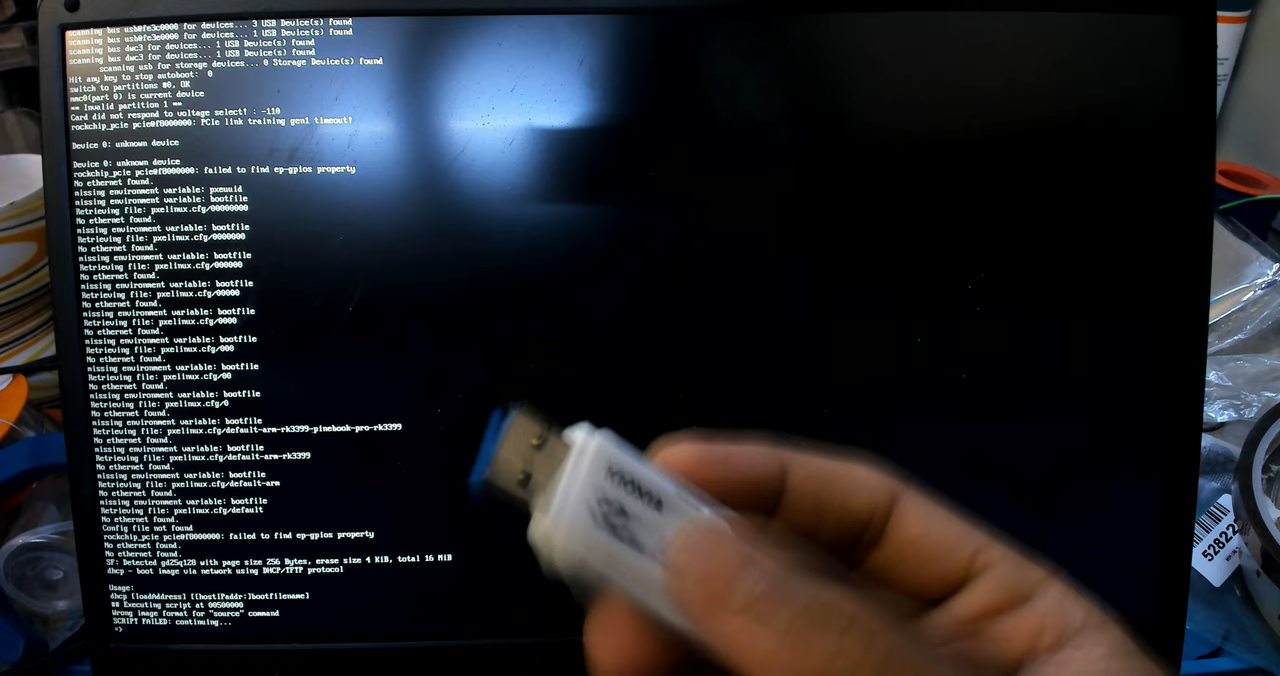 scanning bus usb@fe3c0000 for devices... 3 USB Device(s) found
scanning bus usb@fe3e0000 for devices... 1 USB Device(s) found
scanning bus dwc3 for devices... 1 USB Device(s) found
scanning bus dwc3 for devices... 1 USB Device(s) found
scanning usb for storage devices... 0 Storage Device(s) found
Hit any key to stop autoboot: 0
switch to partitions #0, OK
mmc0(part 0) is current device
** Invalid partition 1 **
Card did not respond to voltage select! : -110
rockchip_pcie pcie@f8000000: PCIe link training gen1 timeout!
Device 0: unknown device
Device 0: unknown device
rockchip_pcie pcie@f8000000: failed to find ep-gpios property
No ethernet found.
missing environment variable: pxeuuid
missing environment variable: bootfile
Retrieving file: pxelinux.cfg/00000000
No ethernet found.
missing environment variable: bootfile
Retrieving file: pxelinux.cfg/0000000
No ethernet found.
missing environment variable: bootfile
Retrieving file: pxelinux.cfg/000000
No ethernet found.
missing environment variable: bootfile
Retrieving file: pxelinux.cfg/00000
No ethernet found.
missing environment variable: bootfile
Retrieving file: pxelinux.cfg/0000
No ethernet found.
missing environment variable: bootfile
Retrieving file: pxelinux.cfg/000
No ethernet found.
missing environment variable: bootfile
Retrieving file: pxelinux.cfg/00
No ethernet found.
missing environment variable: bootfile
Retrieving file: pxelinux.cfg/0
No ethernet found.
missing environment variable: bootfile
Retrieving file: pxelinux.cfg/default-arm-rk3399-pinebook-pro-rk3399
No ethernet found.
missing environment variable: bootfile
Retrieving file: pxelinux.cfg/default-arm-rk3399
No ethernet found.
missing environment variable: bootfile
Retrieving file: pxelinux.cfg/default-arm
No ethernet found.
missing environment variable: bootfile
Retrieving file: pxelinux.cfg/default
No ethernet found.
Config file not found
rockchip_pcie pcie@f8000000: failed to find ep-gpios property
No ethernet found.
No ethernet found.
SF: Detected gd25q128 with page size 256 Bytes, erase size 4 KiB, total 16 MiB
dhcp - boot image via network using DHCP/TFTP protocol
Usage:
dhcp [loadAddress] [[hostIPaddr:]bootfilename]
## Executing script at 00500000
Wrong image format for "source" command
SCRIPT FAILED: continuing...
=>